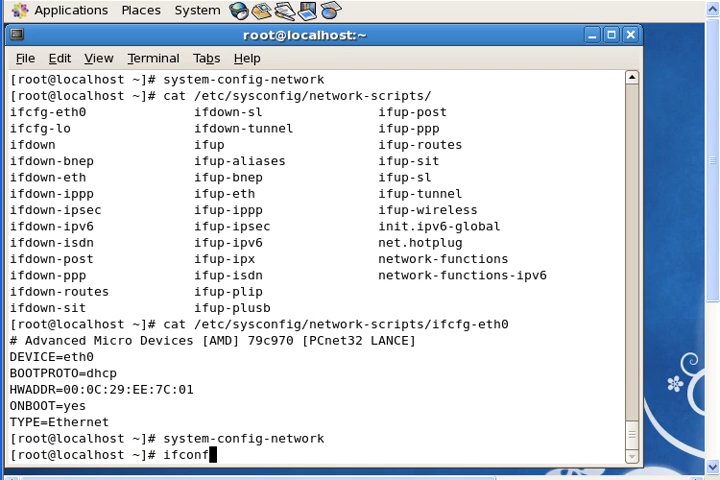 Applications Places System
root@localhost:~
File Edit View Terminal Tabs Help
[root@localhost ~]# system-config-network
[root@localhost ~]# cat /etc/sysconfig/network-scripts/
ifcfg-eth0 ifdown-sl ifup-post
ifcfg-lo ifdown-tunnel ifup-ppp
ifdown ifup ifup-routes
ifdown-bnep ifup-aliases ifup-sit
ifdown-eth ifup-bnep ifup-sl
ifdown-ippp ifup-eth ifup-tunnel
ifdown-ipsec ifup-ippp ifup-wireless
ifdown-ipv6 ifup-ipsec init.ipv6-global
ifdown-isdn ifup-ipv6 net.hotplug
ifdown-post ifup-ipx network-functions
ifdown-ppp ifup-isdn network-functions-ipv6
ifdown-routes ifup-plip
ifdown-sit ifup-plusb
[root@localhost ~]# cat /etc/sysconfig/network-scripts/ifcfg-eth0
# Advanced Micro Devices [AMD] 79c970 [PCnet32 LANCE]
DEVICE=eth0
BOOTPROTO=dhcp
HWADDR=00:0C:29:EE:7C:01
ONBOOT=yes
TYPE=Ethernet
[root@localhost ~]# system-config-network
[root@localhost ~]# ifconf